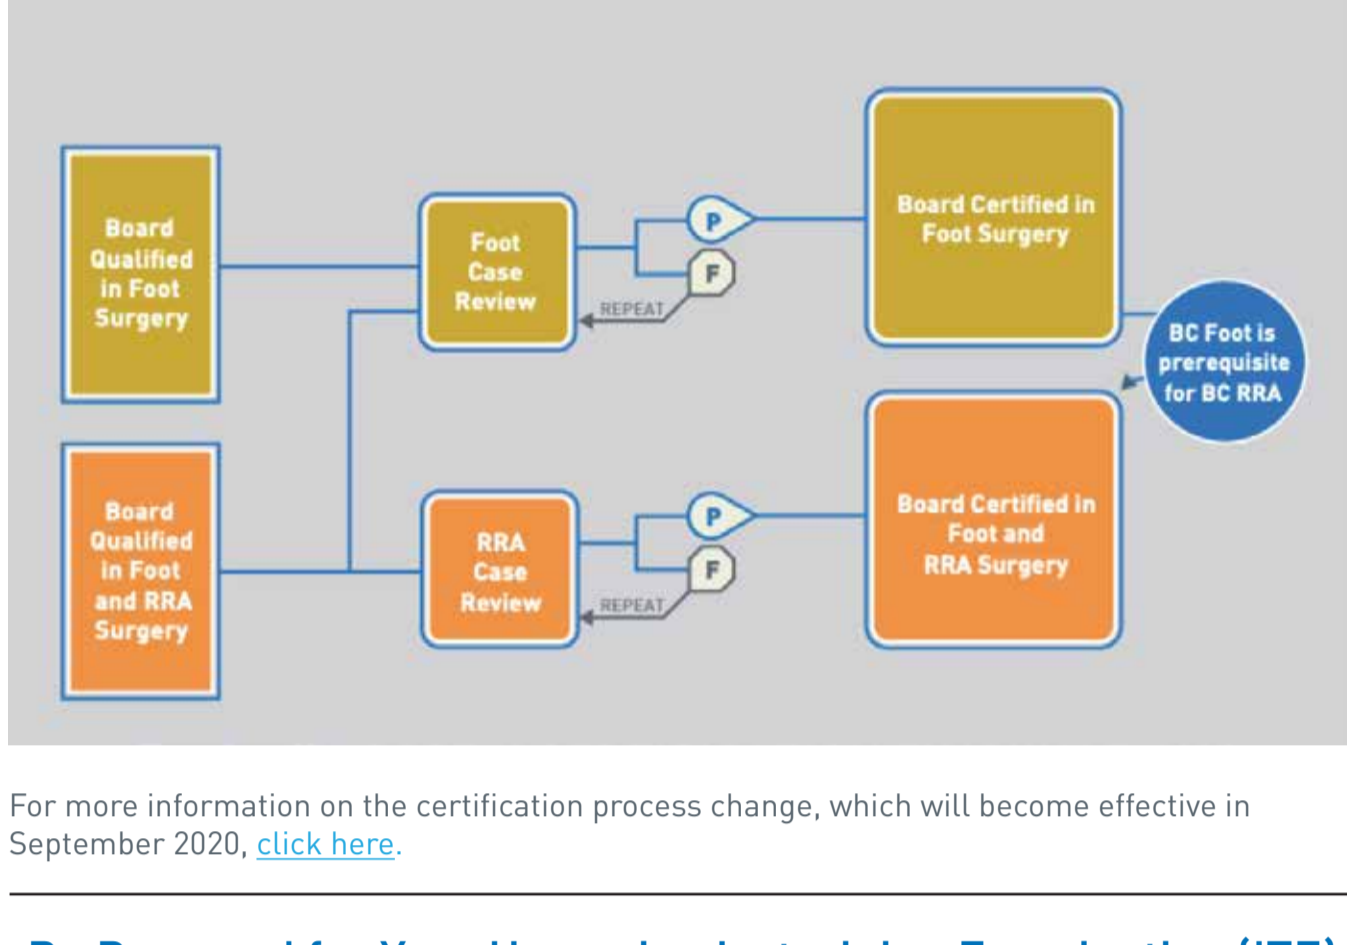 Board
Qualified
in Foot
Surgery
Foot
Case
Review
P
F
REPEAT
Board Certified in
Foot Surgery
BC Foot is
prerequisite
for BC RRA
Board
Qualified
in Foot
and RRA
Surgery
RRA
Case
Review
P
F
REPEAT
Board Certified in
Foot and
RRA Surgery
For more information on the certification process change, which will become effective in
September 2020, click here.